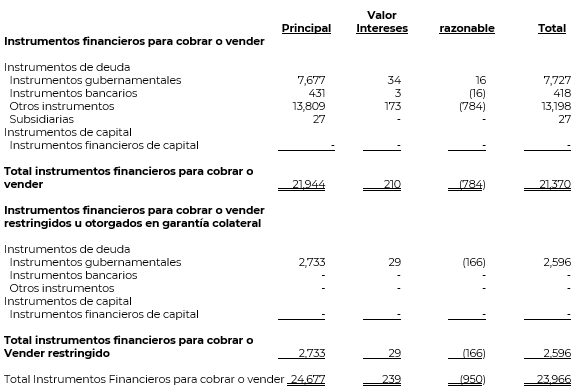 Valor
Principal Intereses razonable Total
Instrumentos financieros para cobrar o vender
Instrumentos de deuda
Instrumentos gubernamentales 7,677 34 16 7,727
Instrumentos bancarios 431 3 (16) 418
Otros instrumentos 13,809 173 (784) 13,198
Subsidiarias 27 - - 27
Instrumentos de capital
Instrumentos financieros de capital - - - -
Total instrumentos financieros para cobrar o
vender 21,944 210 (784) 21,370
Instrumentos financieros para cobrar o vender
restringidos u otorgados en garantía colateral
Instrumentos de deuda
Instrumentos gubernamentales 2,733 29 (166) 2,596
Instrumentos bancarios - - - -
Otros instrumentos - - - -
Instrumentos de capital
Instrumentos financieros de capital - - - -
Total instrumentos financieros para cobrar o
Vender restringido 2,733 29 (166) 2,596
Total Instrumentos Financieros para cobrar o vender 24,677 239 (950) 23,966